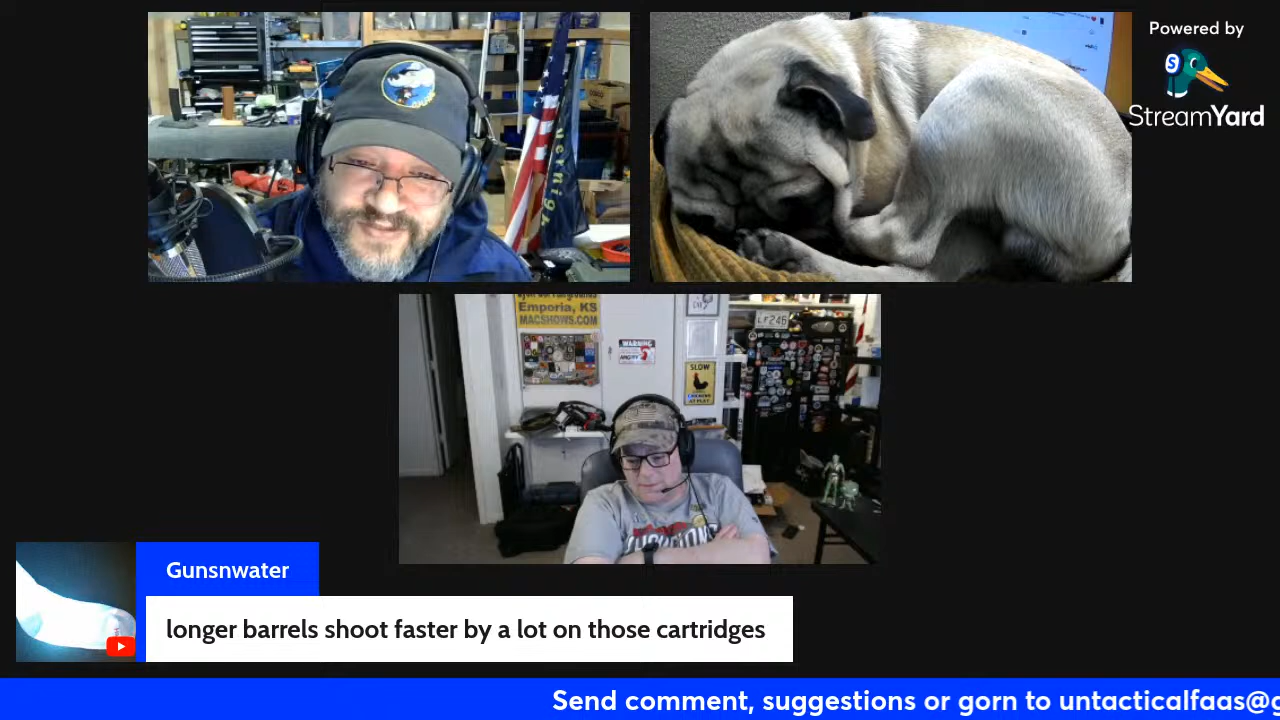 Powered by
StreamYard
Emporia, KS
MACSHOWS.COM
LF246
WARNING
SLOW
Gunsnwater
longer barrels shoot faster by a lot on those cartridges
Send comment, suggestions or gorn to untacticalfaas@g